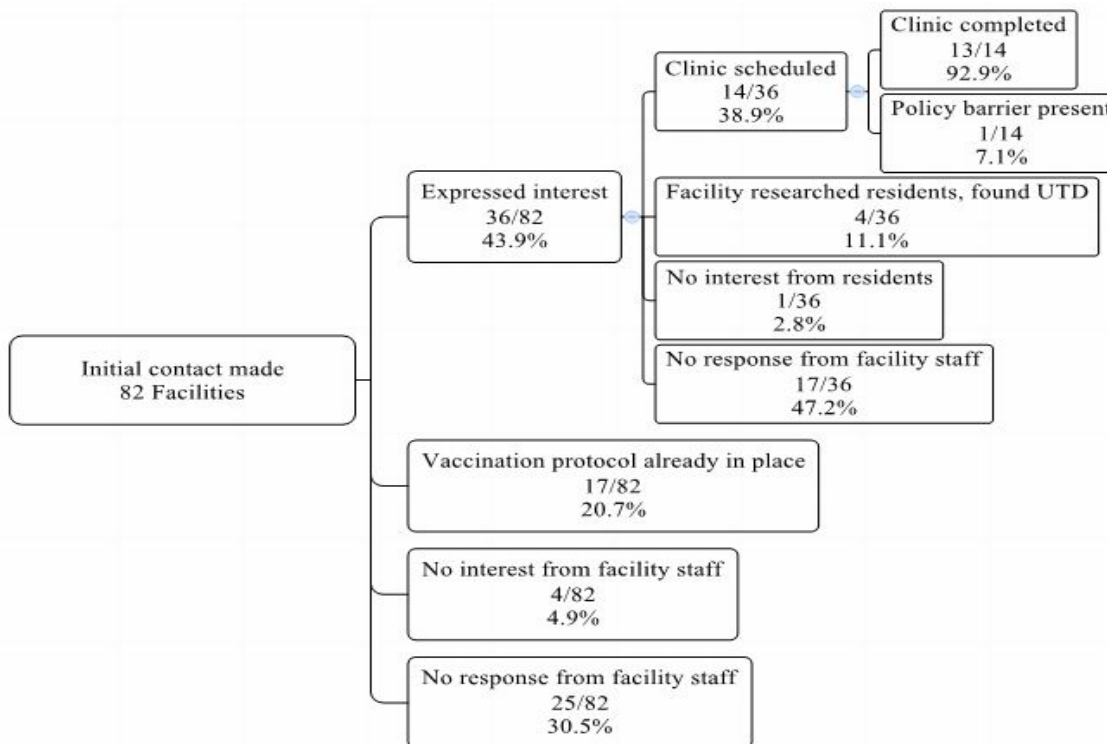 Initial contact made
82 Facilities
Expressed interest
36/82
43.9%
Clinic scheduled
14/36
38.9%
Clinic completed
13/14
92.9%
Policy barrier present
1/14
7.1%
Facility researched residents, found UTD
4/36
11.1%
No interest from residents
1/36
2.8%
No response from facility staff
17/36
47.2%
Vaccination protocol already in place
17/82
20.7%
No interest from facility staff
4/82
4.9%
No response from facility staff
25/82
30.5%